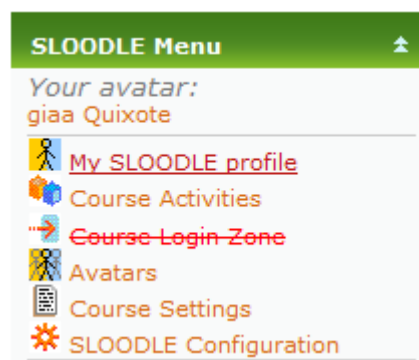 SLOODLE Menu
Your avatar:
giaa Quixote
My SLOODLE profile
Course Activities
Course Login Zone
Avatars
Course Settings
SLOODLE Configuration